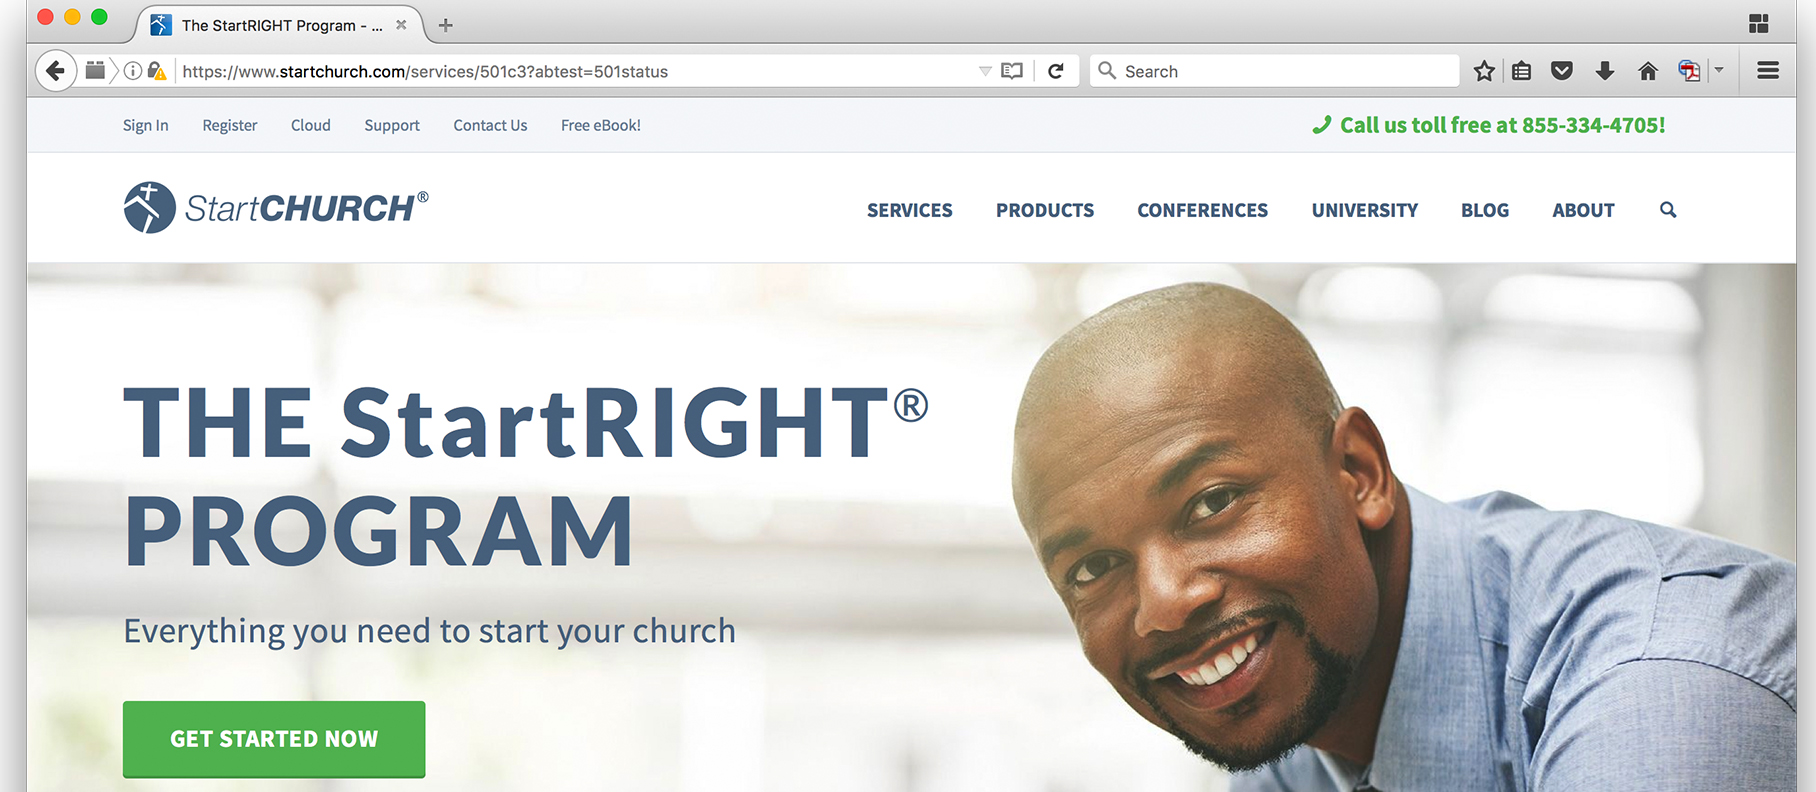 The StartRIGHT Program - ...
https://www.startchurch.com/services/501c3?abtest=501status
Search
Sign In
Register
Cloud
Support
Contact Us
Free eBook!
Call us toll free at 855-334-4705!
StartCHURCH®
SERVICES
PRODUCTS
CONFERENCES
UNIVERSITY
BLOG
ABOUT
THE StartRIGHT®
PROGRAM
Everything you need to start your church
GET STARTED NOW